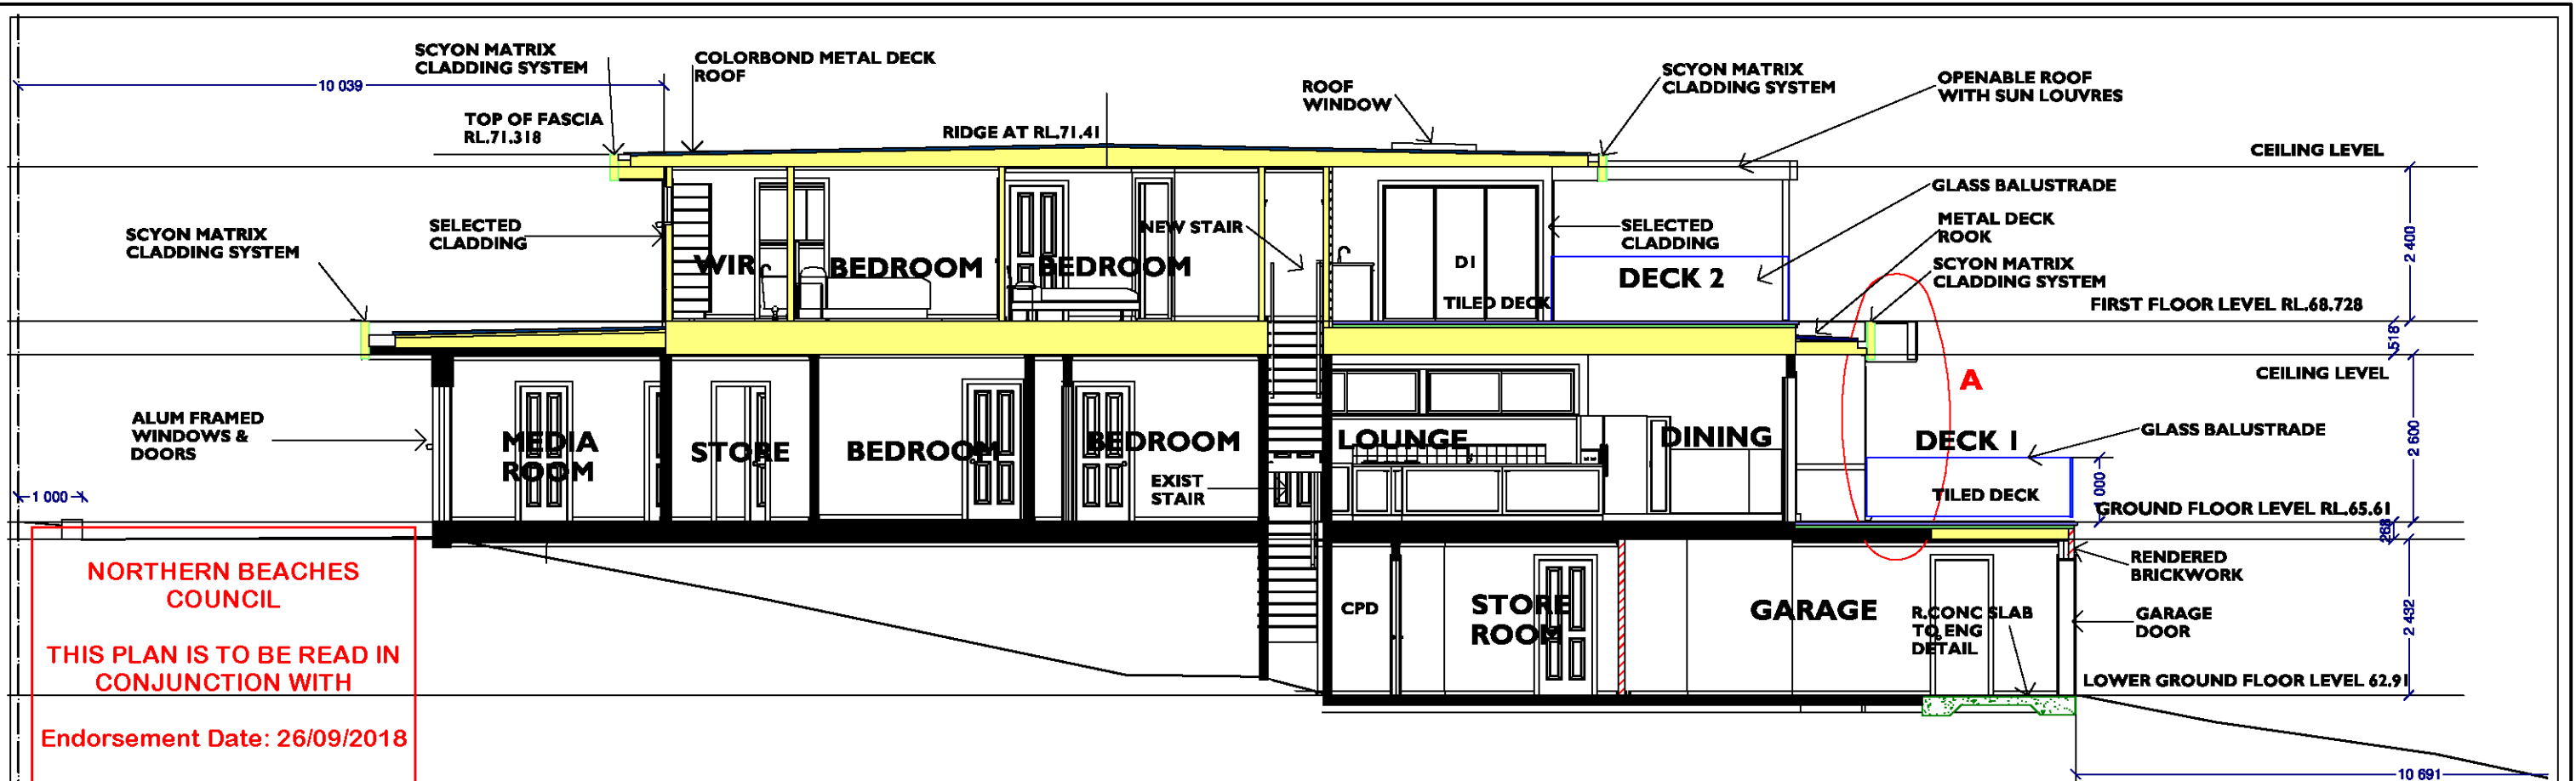 SCYON MATRIX
CLADDING SYSTEM
COLORBOND METAL DECK
ROOF
10 039
TOP OF FASCIA
RL.71.318
RIDGE AT RL.71.41
ROOF
WINDOW
SCYON MATRIX
CLADDING SYSTEM
OPENABLE ROOF
WITH SUN LOUVRES
CEILING LEVEL
GLASS BALUSTRADE
METAL DECK
ROOK
SCYON MATRIX
CLADDING SYSTEM
SELECTED
CLADDING
SCYON MATRIX
CLADDING SYSTEM
NEW STAIR
SELECTED
CLADDING
2 400
WIR
BEDROOM
BEDROOM
D1
DECK 2
TILED DECK
FIRST FLOOR LEVEL RL.68.728
518
CEILING LEVEL
A
ALUM FRAMED
WINDOWS &
DOORS
MEDIA
ROOM
STORE
BEDROOM
BEDROOM
LOUNGE
DINING
DECK 1
GLASS BALUSTRADE
2 600
EXIST
STAIR
1 000
TILED DECK
1 000
GROUND FLOOR LEVEL RL.65.61
268
RENDERED
BRICKWORK
CPD
STORE
ROOM
GARAGE
R.CONC SLAB
TO ENG
DETAIL
GARAGE
DOOR
2 432
LOWER GROUND FLOOR LEVEL 62.91
10 691
NORTHERN BEACHES
COUNCIL
THIS PLAN IS TO BE READ IN
CONJUNCTION WITH
Endorsement Date: 26/09/2018